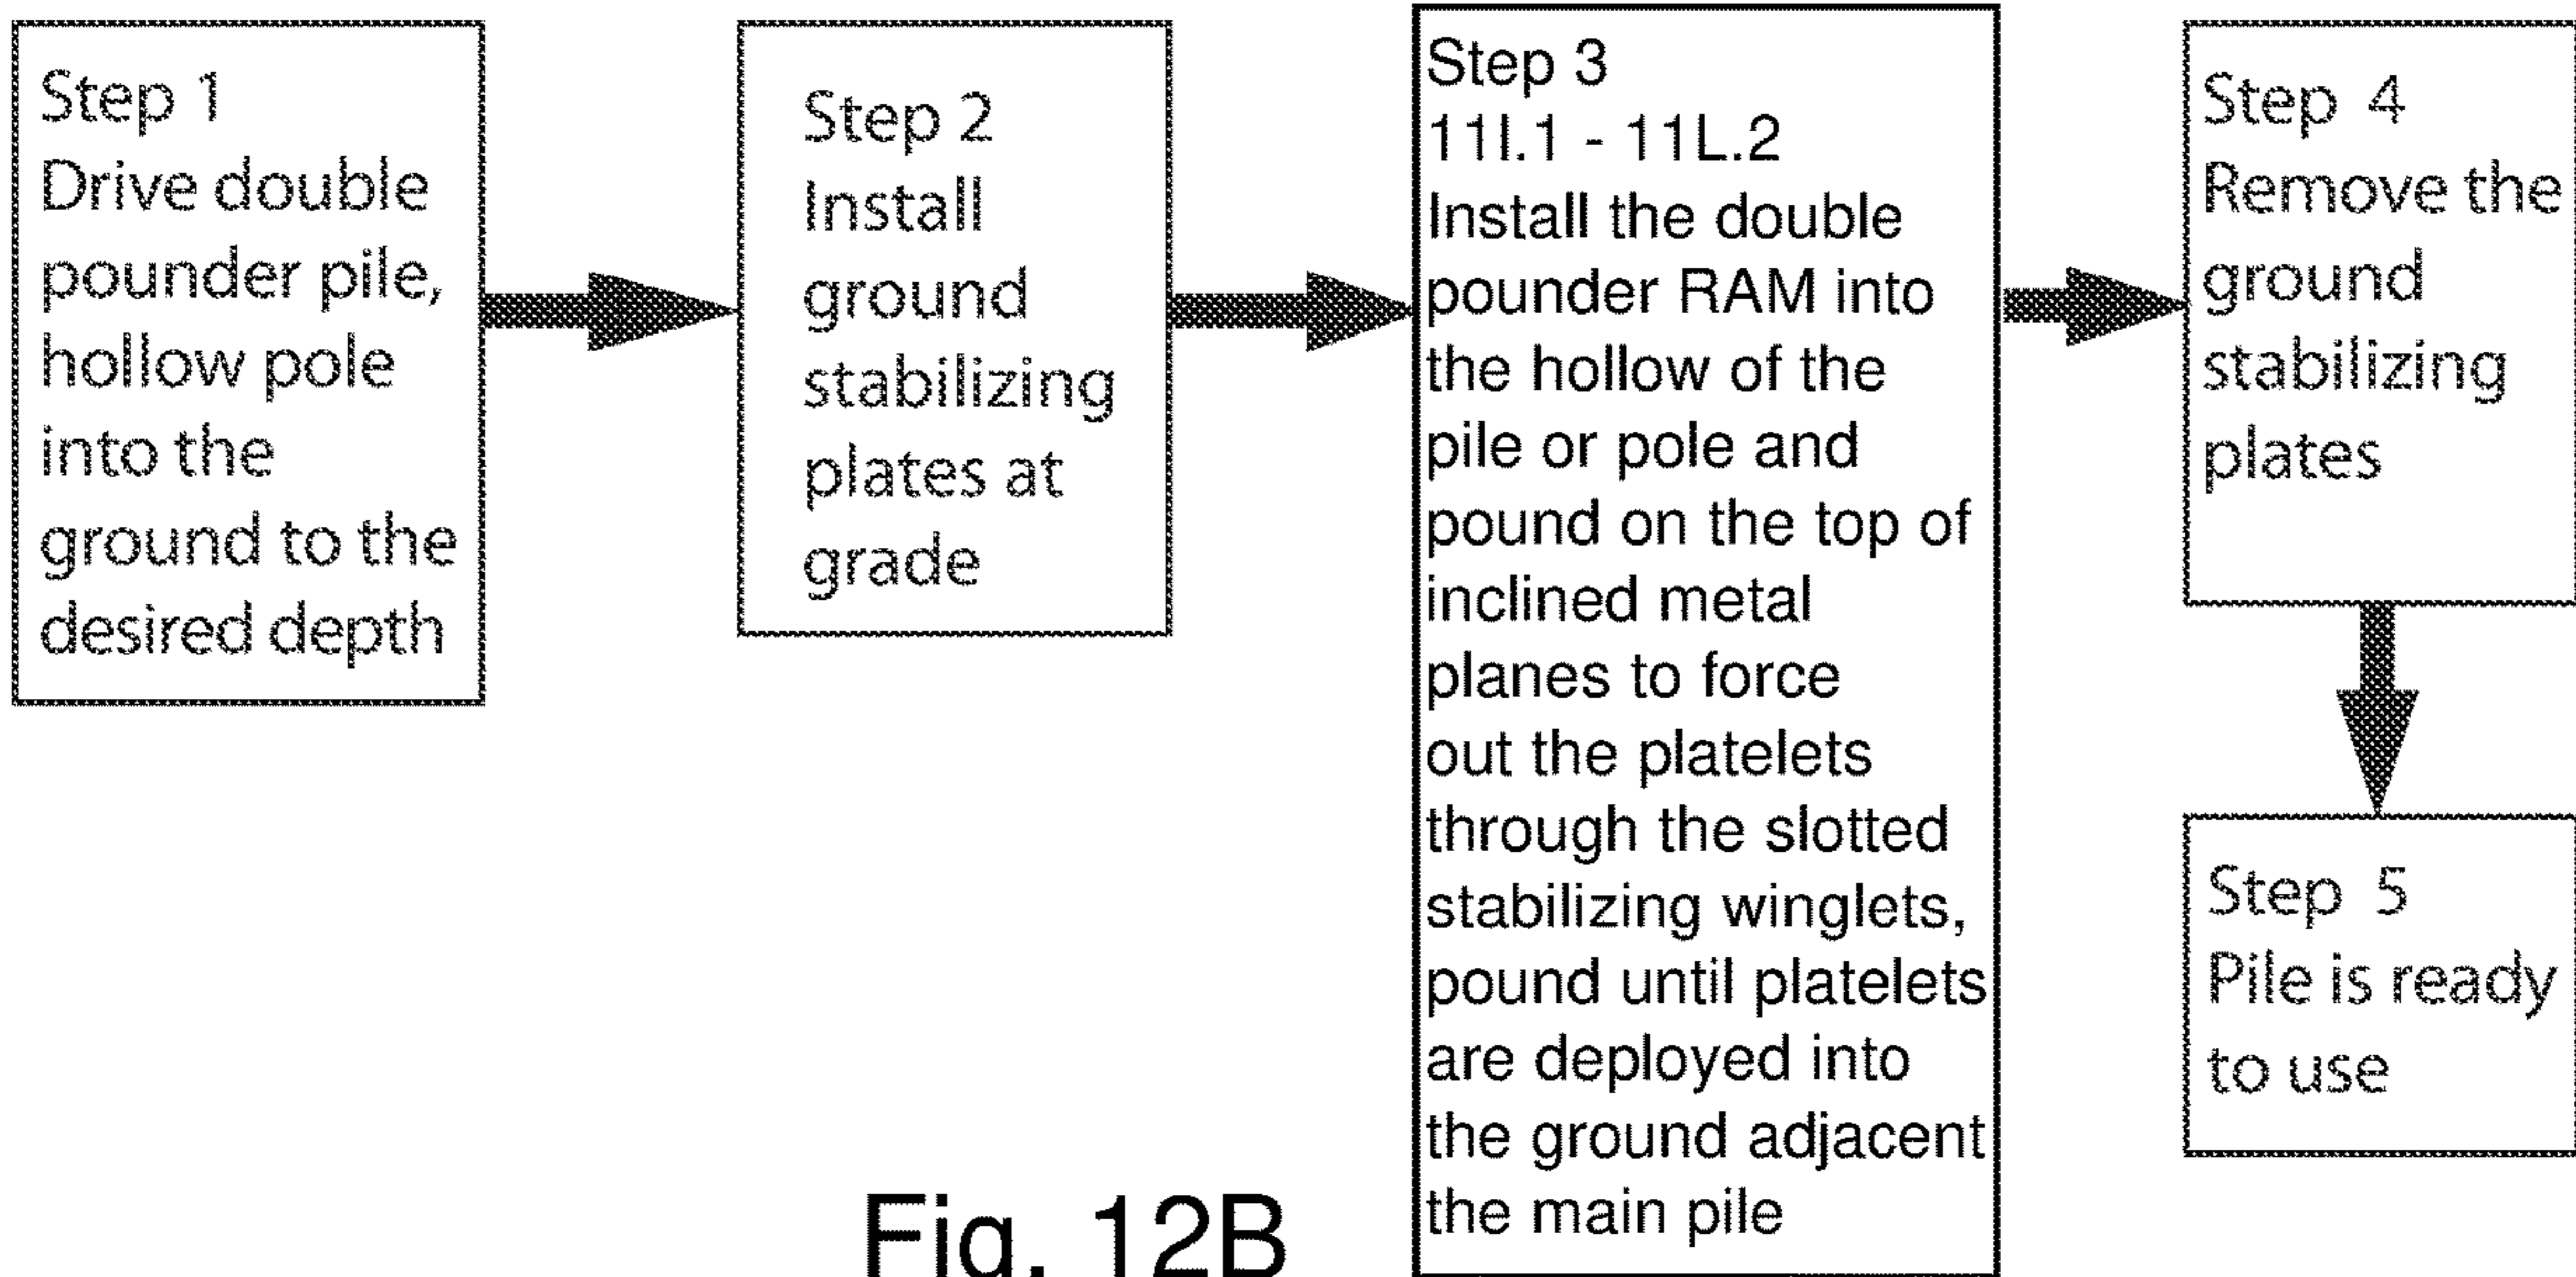 Step 1
Drive double
pounder pile,
hollow pole
into the
ground to the
desired depth
Step 2
Install
ground
stabilizing
plates at
grade
Step 3
11I.1 - 11L.2
Install the double
pounder RAM into
the hollow of the
pile or pole and
pound on the top of
inclined metal
planes to force
out the platelets
through the slotted
stabilizing winglets,
pound until platelets
are deployed into
the ground adjacent
the main pile
Step 4
Remove the
ground
stabilizing
plates
Step 5
Pile is ready
to use
Fig. 12B